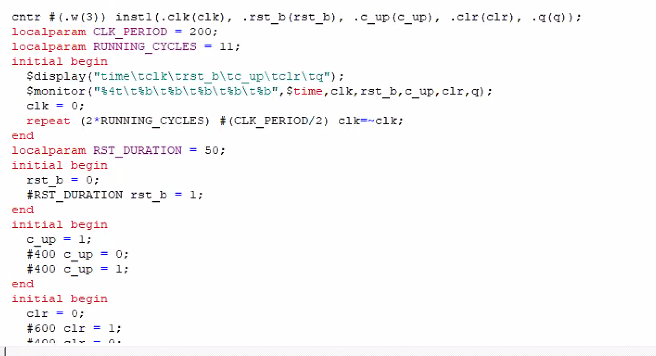 cntr #(.w(3)) inst1(.clk(clk), .rst_b(rst_b), .c_up(c_up), .clr(clr), .q(q));
localparam CLK_PERIOD = 200;
localparam RUNNING_CYCLES = 11;
initial begin
  $display("time\tclk\trst_b\tc_up\tclr\tq");
  $monitor("%4t\t%b\t%b\t%b\t%b\t%b",$time,clk,rst_b,c_up,clr,q);
  clk = 0;
  repeat (2*RUNNING_CYCLES) #(CLK_PERIOD/2) clk=~clk;
end
localparam RST_DURATION = 50;
initial begin
  rst_b = 0;
  #RST_DURATION rst_b = 1;
end
initial begin
  c_up = 1;
  #400 c_up = 0;
  #400 c_up = 1;
end
initial begin
  clr = 0;
  #600 clr = 1;
  #400 clr = 0;